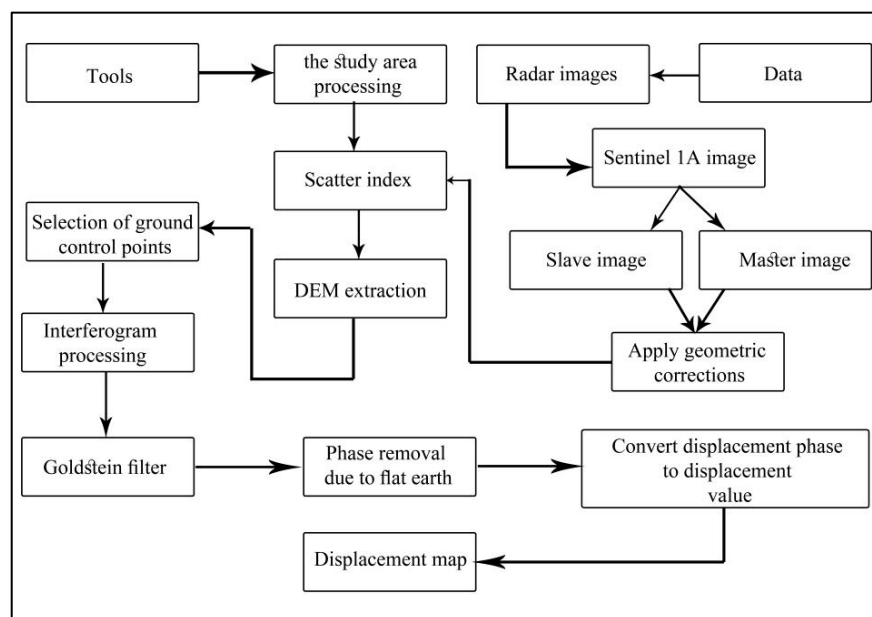 Tools
the study area
processing
Radar images
Data
Sentinel 1A image
Scatter index
Selection of ground
control points
Slave image
Master image
DEM extraction
Interferogram
processing
Apply geometric
corrections
Goldstein filter
Phase removal
due to flat earth
Convert displacement phase
to displacement
value
Displacement map